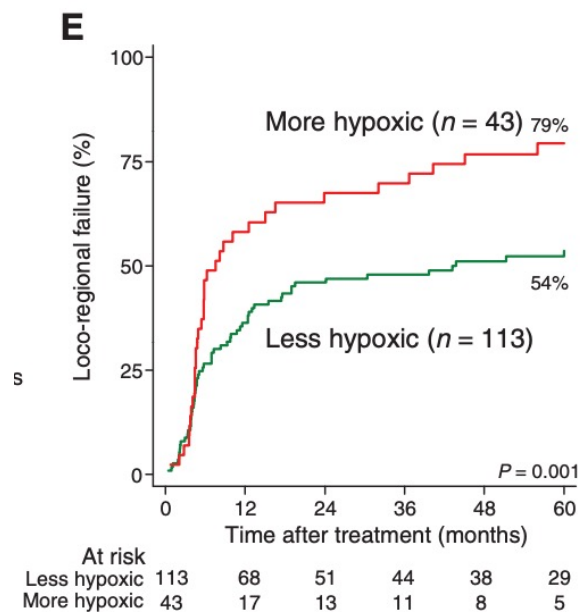 E
100
More hypoxic (n = 43) 79%
75
Loco-regional failure (%)
50
54%
Less hypoxic (n = 113)
25
s
0
P = 0.001
0 12 24 36 48 60
Time after treatment (months)
At risk
Less hypoxic 113 68 51 44 38 29
More hypoxic 43 17 13 11 8 5